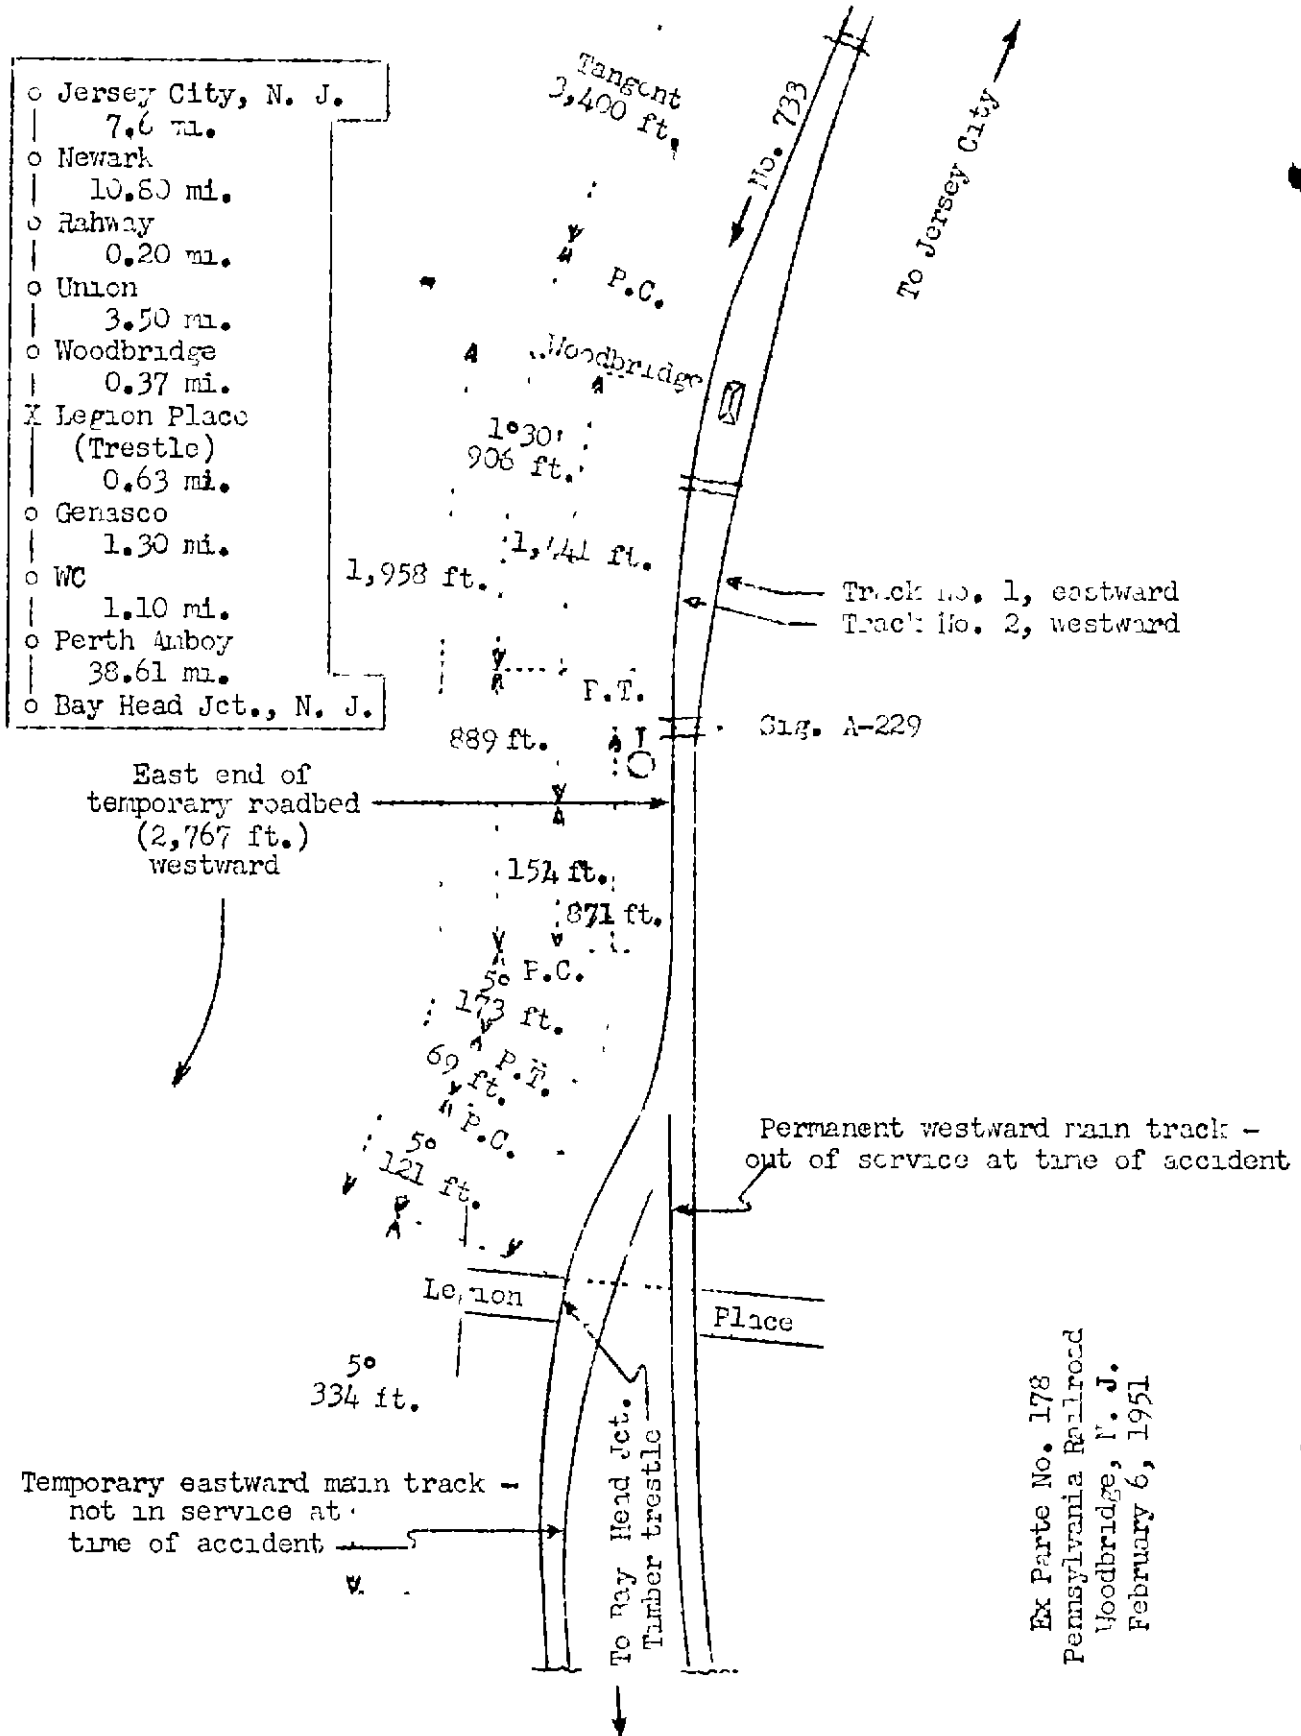 Jersey City, N. J.
7.6 mi.
Newark
10.80 mi.
Rahway
0.20 mi.
Union
3.50 mi.
Woodbridge
0.37 mi.
X Legion Place
(Trestle)
0.63 mi.
Genasco
1.30 mi.
WC
1.10 mi.
Perth Amboy
38.61 mi.
Bay Head Jct., N. J.
Tangent
3,400 ft.
No. 733
To Jersey City
P.C.
Woodbridge
1°30'
906 ft.
1,958 ft.
Track No. 1, eastward
Track No. 2, westward
P.T.
889 ft.
Sig. A-229
East end of
temporary roadbed
(2,767 ft.)
westward
154 ft.
871 ft.
P.C.
5°
173 ft.
P.T.
69 ft.
P.C.
5°
121 ft.
Permanent westward main track -
out of service at time of accident
Legion Place
5°
334 ft.
Temporary eastward main track -
not in service at
time of accident
To Bay Head Jct.
Timber trestle
Ex Parte No. 178
Pennsylvania Railroad
Woodbridge, N. J.
February 6, 1951